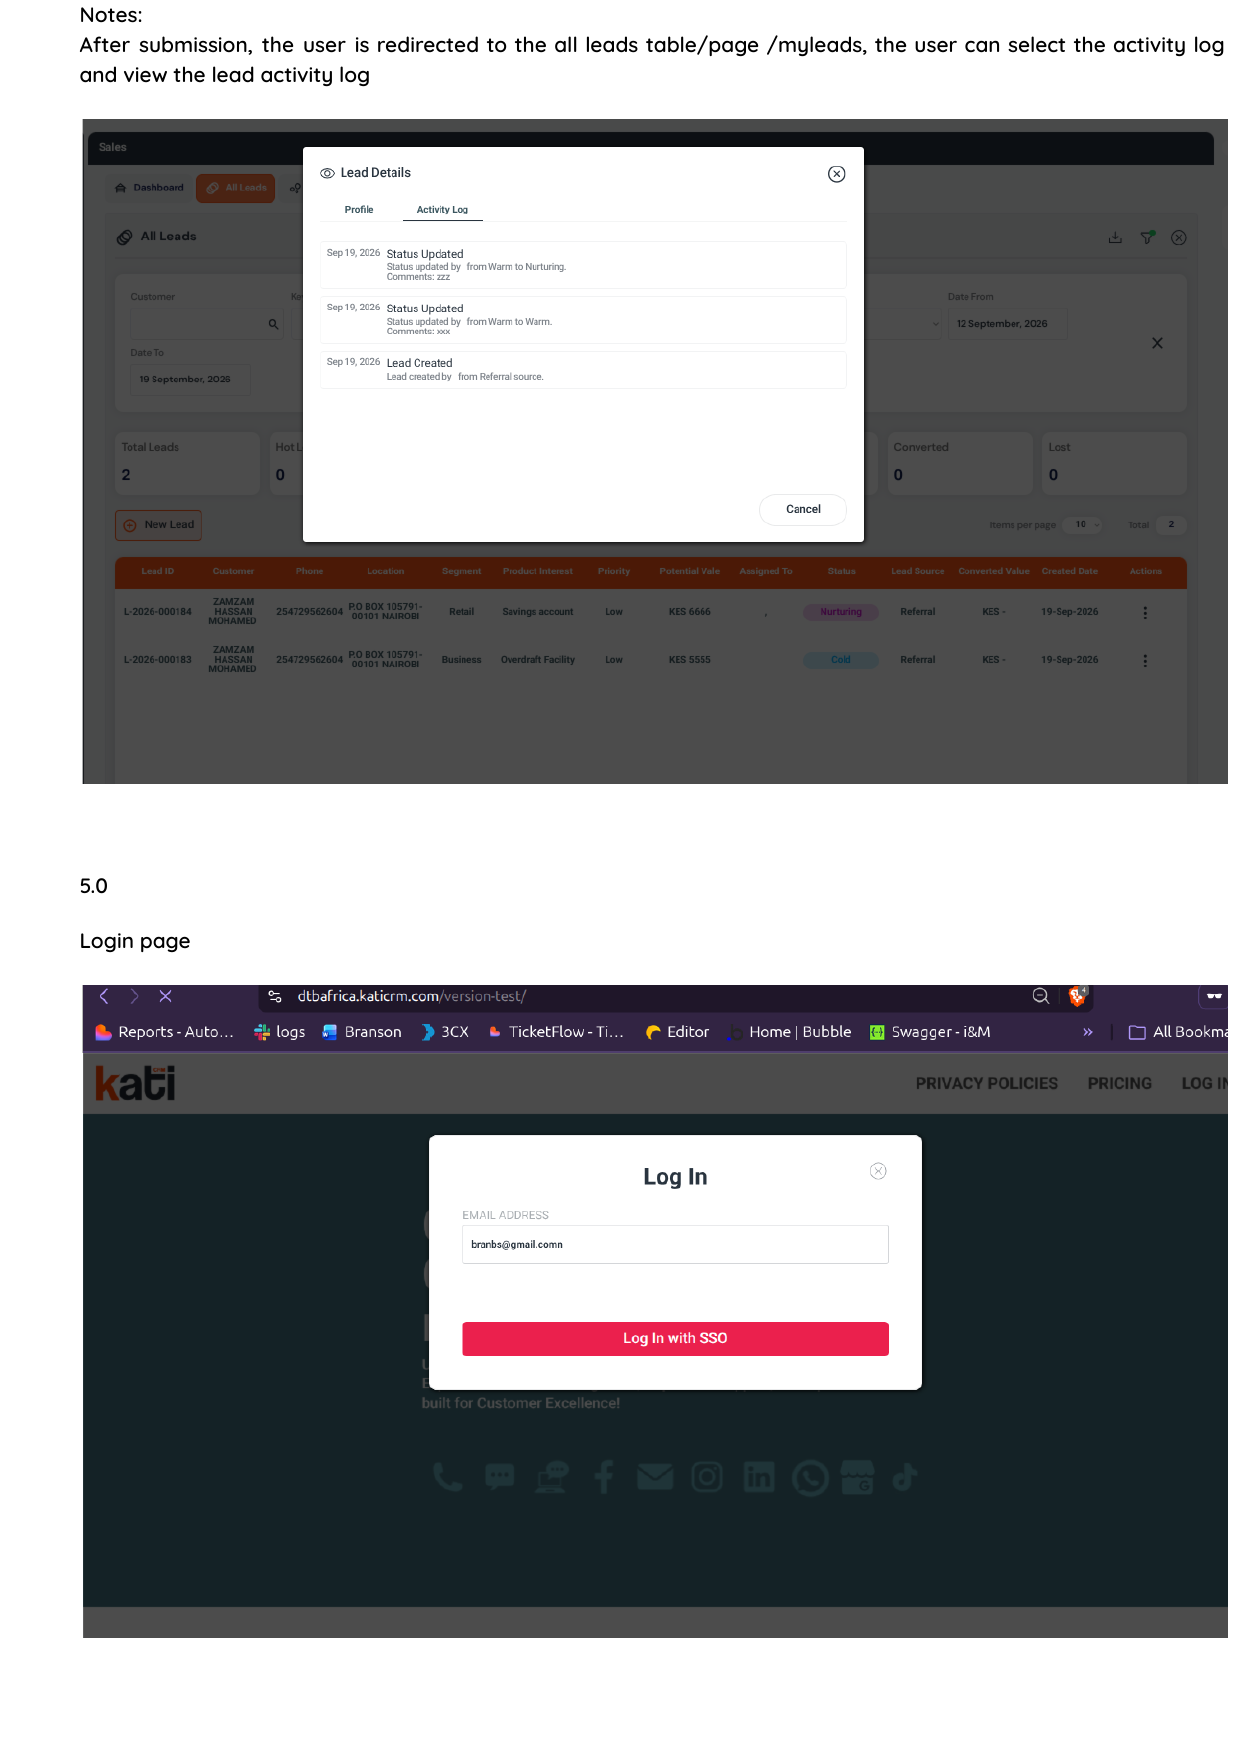 Notes:
After submission, the user is redirected to the all leads table/page /myleads, the user can select the activity log
and view the lead activity log
Sales
Dashboard
All Leads
Lead Details
Profile
Activity Log
Sep 19, 2026 Status Updated
Status updated by from Warm to Nurturing.
Comments: zzz
Sep 19, 2026 Status Updated
Status updated by from Warm to Warm.
Comments: xxx
Sep 19, 2026 Lead Created
Lead created by from Referral source.
Cancel
All Leads
Customer
Date From
12 September, 2026
Date To
19 September, 2026
Total Leads
2
Hot L
0
Converted
0
Lost
0
New Lead
Items per page 10
Total 2
Lead ID Customer Phone Location Segment Product Interest Priority Potential Vale Assigned To Status Lead Source Converted Value Created Date Actions
L-2026-000184 ZAMZAM HASSAN MOHAMED 254729562604 P.O BOX 105791-00101 NAIROBI Retail Savings account Low KES 6666 , Nurturing Referral KES - 19-Sep-2026
L-2026-000183 ZAMZAM HASSAN MOHAMED 254729562604 P.O BOX 105791-00101 NAIROBI Business Overdraft Facility Low KES 5555 Cold Referral KES - 19-Sep-2026
5.0
Login page
dtbafrica.katicrm.com/version-test/
4
Reports - Auto... logs Branson 3CX TicketFlow - Ti... Editor Home | Bubble Swagger - i&M » All Bookma
kati
PRIVACY POLICIES PRICING LOG IN
Log In
EMAIL ADDRESS
branbs@gmail.comn
Log In with SSO
built for Customer Excellence!